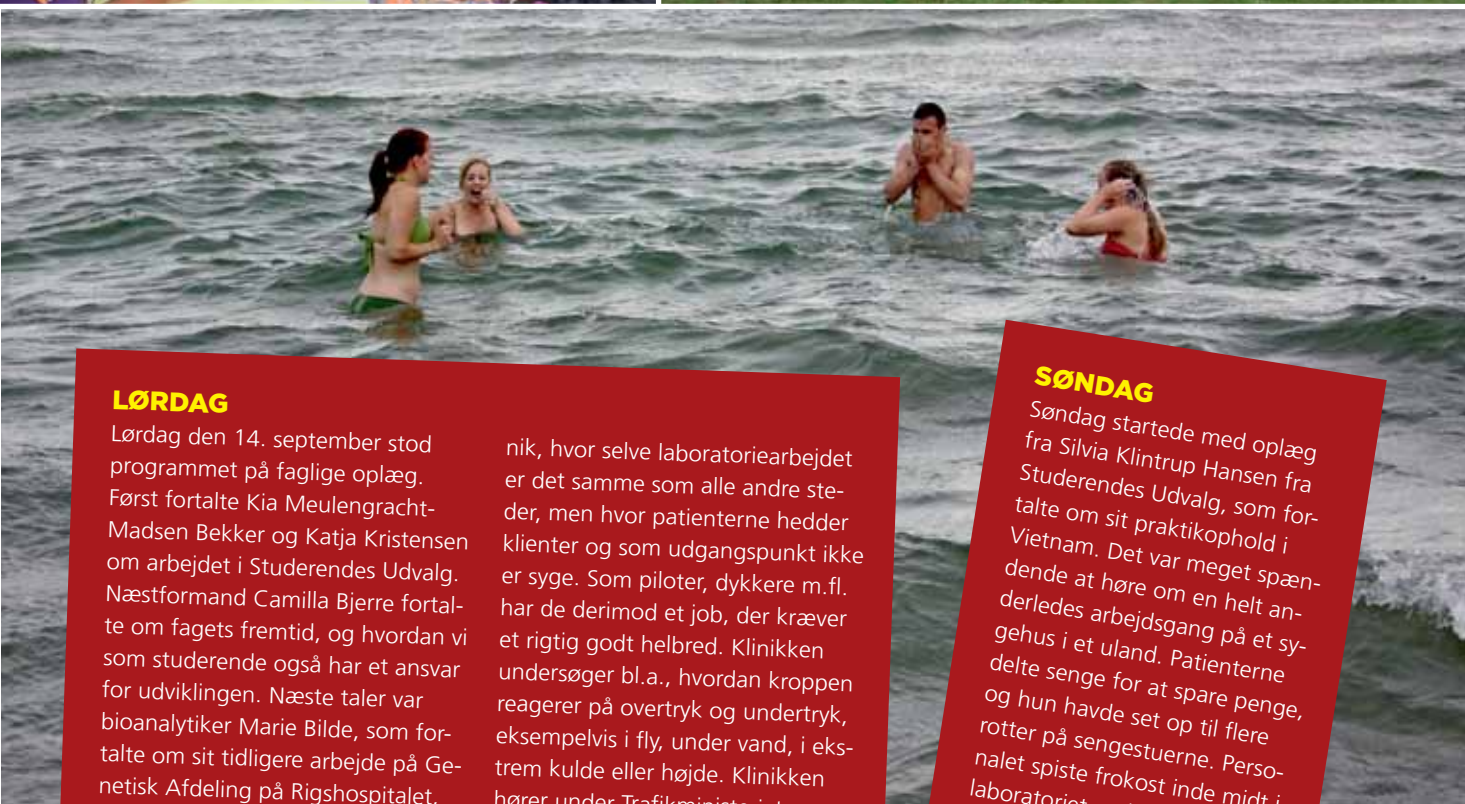 LØRDAG
Lørdag den 14. september stod
programmet på faglige oplæg.
Først fortalte Kia Meulengracht-
Madsen Bekker og Katja Kristensen
om arbejdet i Studerendes Udvalg.
Næstformand Camilla Bjerre fortal-
te om fagets fremtid, og hvordan vi
som studerende også har et ansvar
for udviklingen. Næste taler var
bioanalytiker Marie Bilde, som for-
talte om sit tidligere arbejde på Ge-
netisk Afdeling på Rigshospitalet.
nik, hvor selve laboratoriearbejdet
er det samme som alle andre ste-
der, men hvor patienterne hedder
klienter og som udgangspunkt ikke
er syge. Som piloter, dykkere m.fl.
har de derimod et job, der kræver
et rigtig godt helbred. Klinikken
undersøger bl.a., hvordan kroppen
reagerer på overtryk og undertryk,
eksempelvis i fly, under vand, i eks-
trem kulde eller højde. Klinikken
hører under
SØNDAG
Søndag startede med oplæg
fra Silvia Klintrup Hansen fra
Studerendes Udvalg, som for-
talte om sit praktikophold i
Vietnam. Det var meget spæn-
dende at høre om en helt an-
derledes arbejdsgang på et sy-
gehus i et uland. Patienterne
delte senge for at spare penge,
og hun havde set op til flere
rotter på sengestuerne. Perso-
nalet spiste frokost inde midt i
laboratoriet